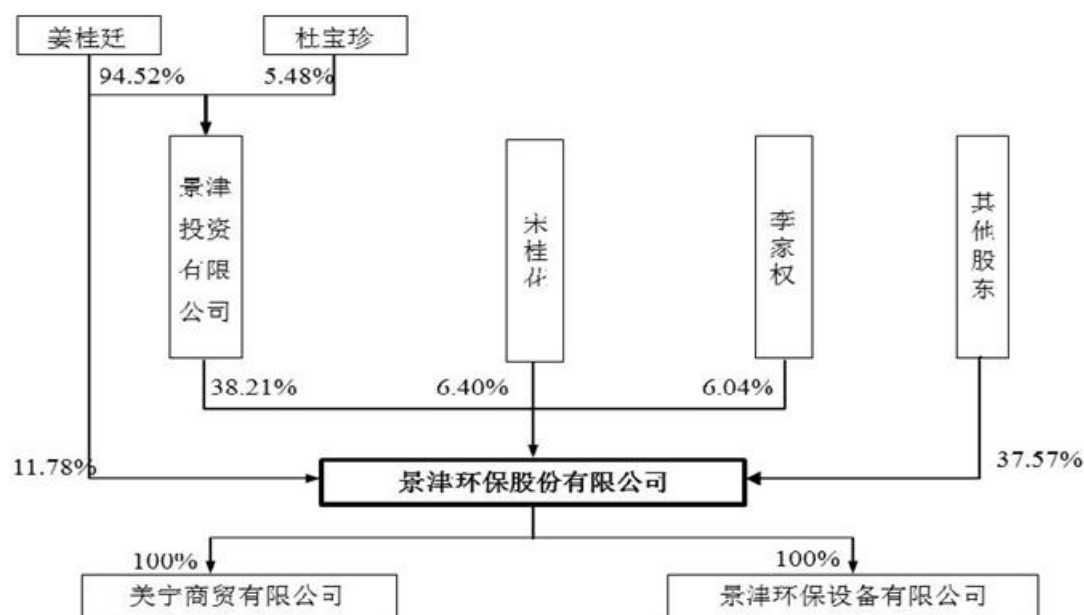 姜桂廷
杜宝珍
94.52%
5.48%
景津
投资
有限
公司
宋
桂
华
李
家
权
其
他
股
东
38.21%
6.40%
6.04%
11.78%
37.57%
景津环保股份有限公司
100%
100%
美宁商贸有限公司
景津环保设备有限公司